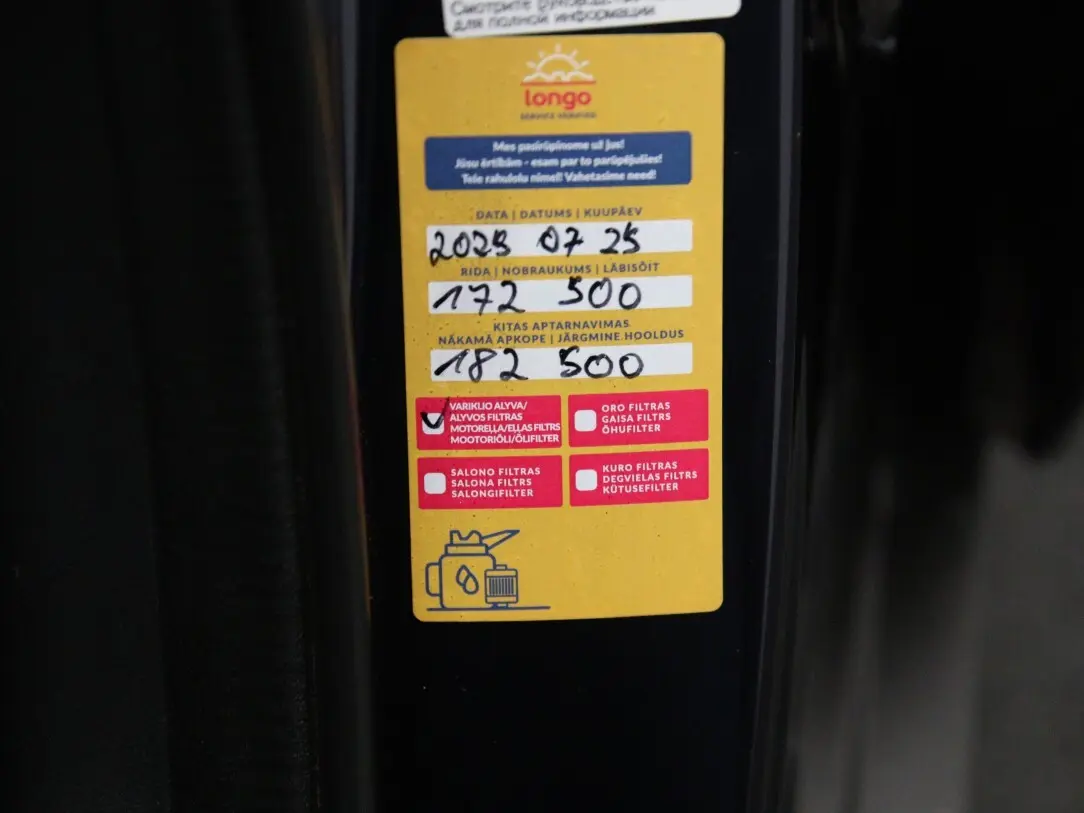 Смотрите
для полной информации
longo
Mes pasirūpinome už jus!
Jūsu ērtībām - esam par to parūpējušies!
Teie rahulolu nimel! Vahetasime need!
DATA | DATUMS | KUUPÄEV
2025 07 25
RIDA | NOBRAUKUMS | LÄBISÕIT
172 500
KITAS APTARNAVIMAS
NĀKAMĀ APKOPE | JÄRGMINE HOOLDUS
182 500
VARIKLIO ALYVA/
ALYVOS FILTRAS
MOTOREĻĻA/EĻĻAS FILTRS
MOOTORIÕLI/ÕLIFILTER
ORO FILTRAS
GAISA FILTRS
ÕHUFILTER
SALONO FILTRAS
SALONA FILTRS
SALONGIFILTER
KURO FILTRAS
DEGVIELAS FILTRS
KÜTUSEFILTER